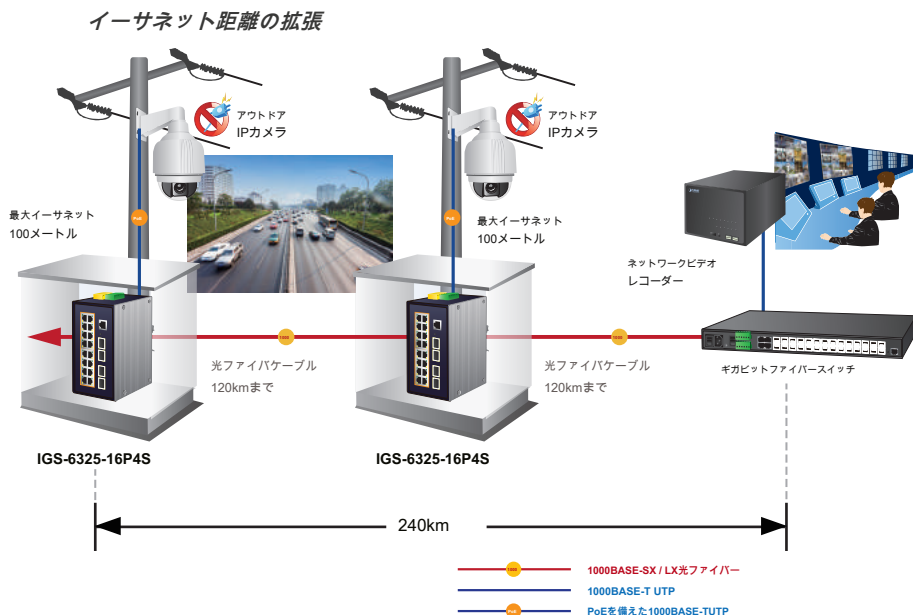 イーサネット距離の拡張
アウトドア
IPカメラ
アウトドア
IPカメラ
最大イーサネット
100メートル
PoE
最大イーサネット
100メートル
PoE
ネットワークビデオ
レコーダー
1000
光ファイバケーブル
120kmまで
1000
光ファイバケーブル
120kmまで
ギガビットファイバースイッチ
IGS-6325-16P4S
IGS-6325-16P4S
240km
1000
1000BASE-SX / LX光ファイバー
1000BASE-T UTP
PoE
PoEを備えた1000BASE-TUTP